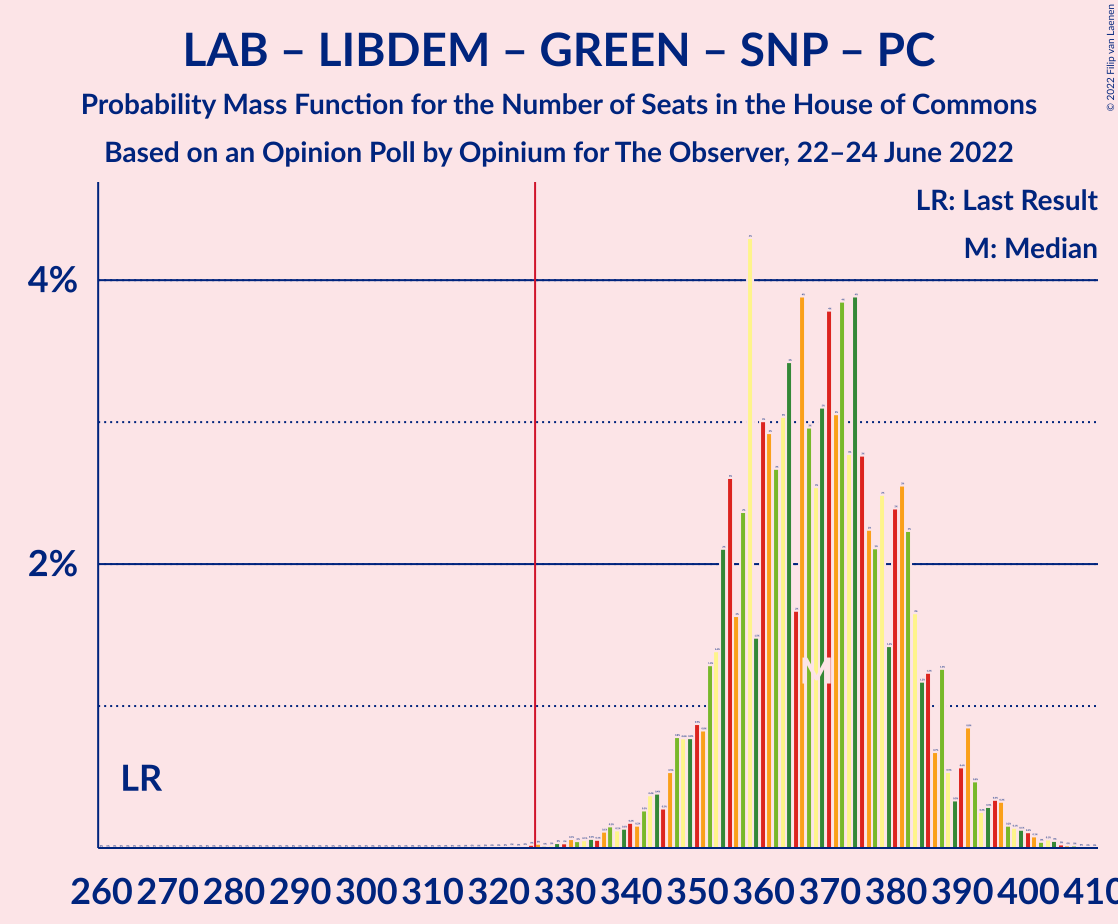 LAB – LIBDEM – GREEN – SNP – PC
Probability Mass Function for the Number of Seats in the House of Commons
Based on an Opinion Poll by Opinium for The Observer, 22–24 June 2022
© 2022 Filip van Laenen
LR: Last Result
M: Median
4%
2%
M
LR
260 270 280 290 300 310 320 330 340 350 360 370 380 390 400 410